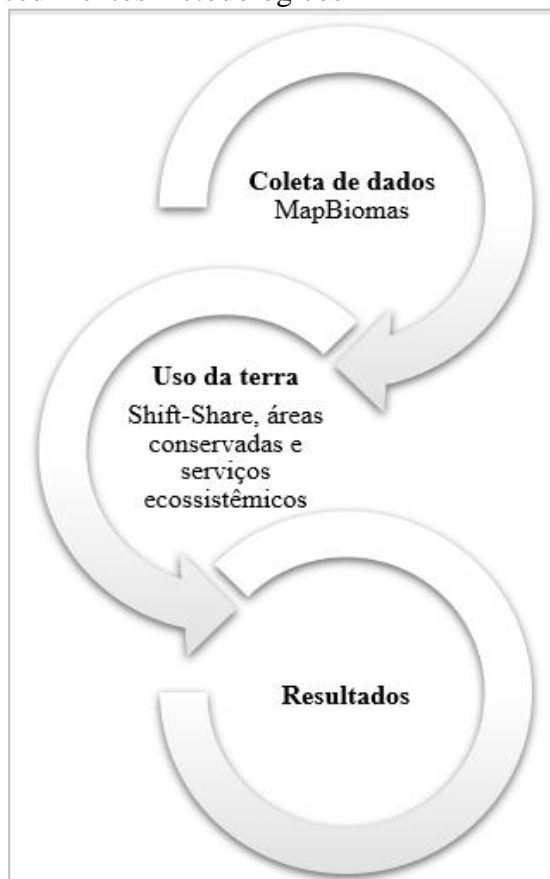 Coleta de dados
MapBiomas
Uso da terra
Shift-Share, áreas
conservadas e
serviços
ecossistêmicos
Resultados